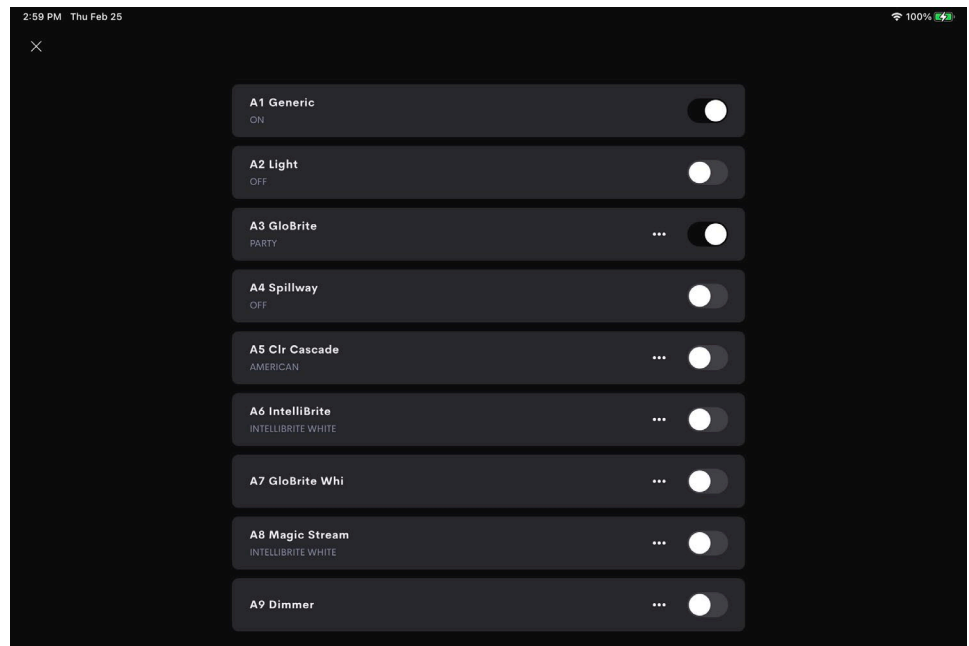 2:59 PM Thu Feb 25 100%
A1 Generic
ON
A2 Light
OFF
A3 GloBrite
PARTY
A4 Spillway
OFF
A5 Clr Cascade
AMERICAN
A6 IntelliBrite
INTELLIBRITE WHITE
A7 GloBrite Whi
A8 Magic Stream
INTELLIBRITE WHITE
A9 Dimmer